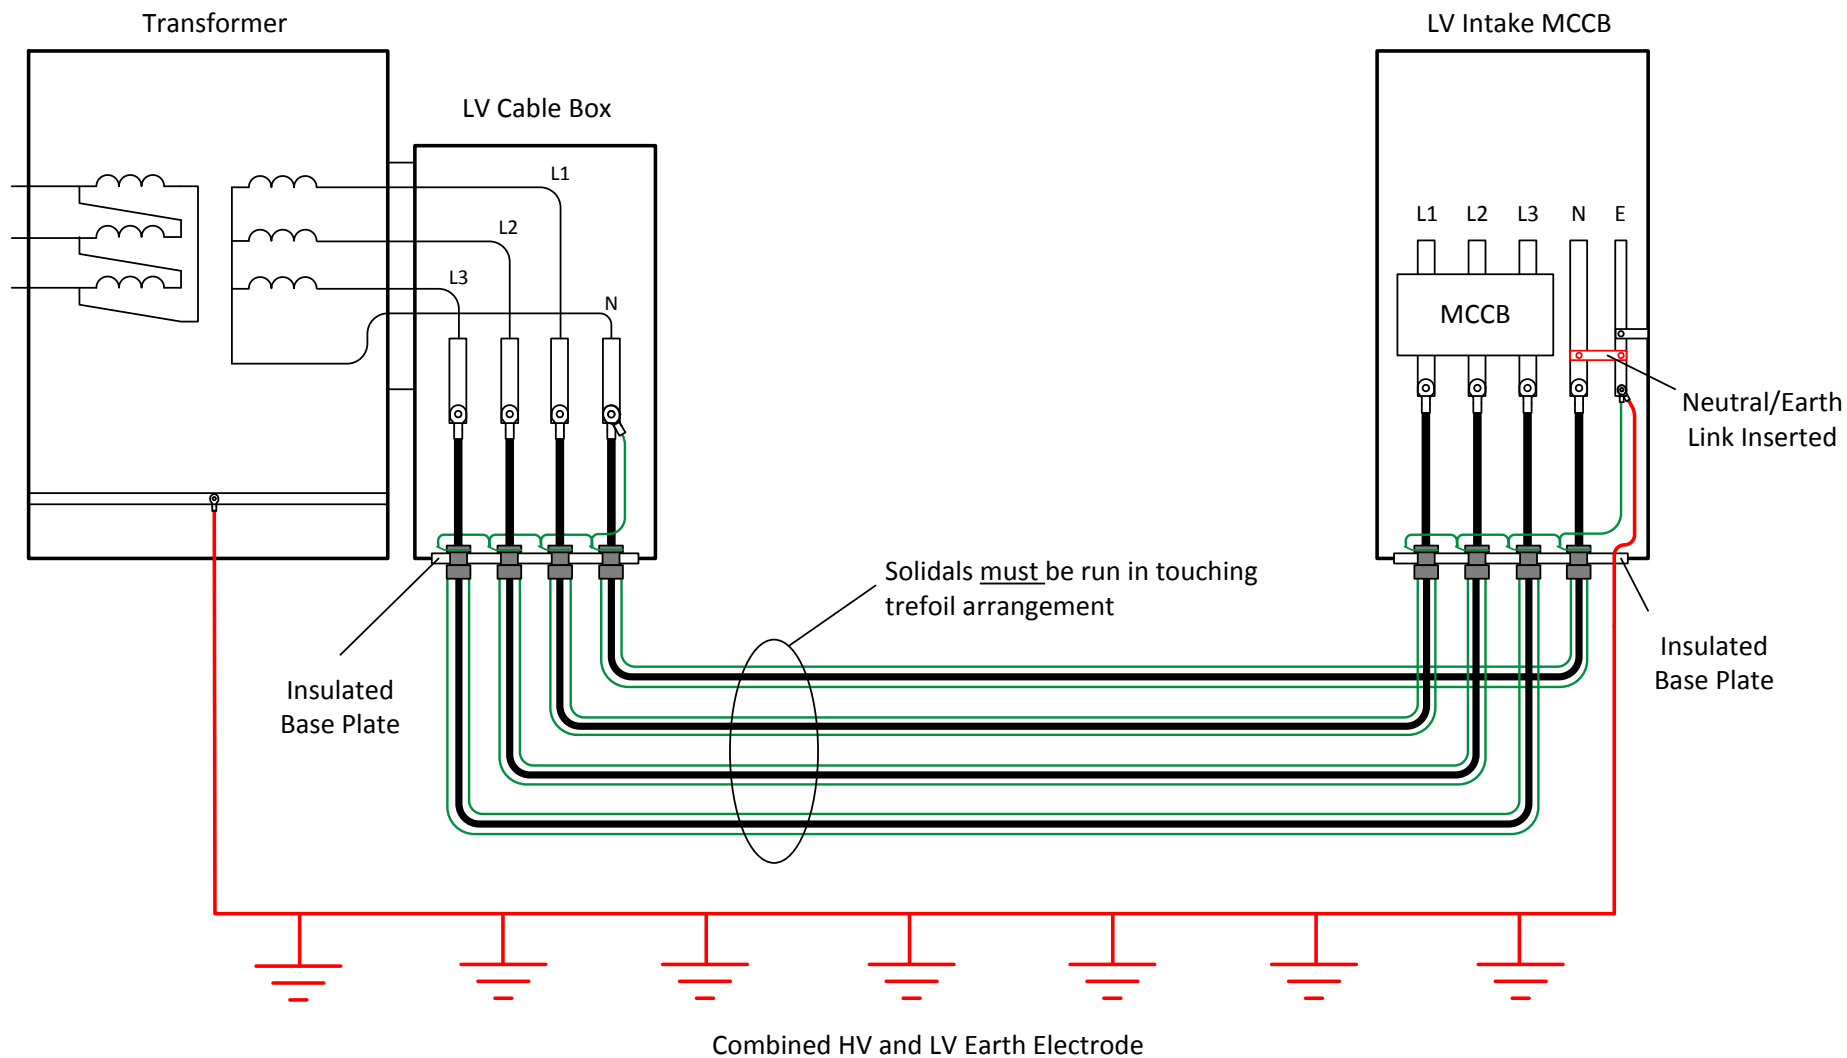 Transformer
LV Intake MCCB
LV Cable Box
L1
L2
L3
N
L1 L2 L3 N E
MCCB
Neutral/Earth
Link Inserted
Solidals must be run in touching
trefoil arrangement
Insulated
Base Plate
Insulated
Base Plate
Combined HV and LV Earth Electrode